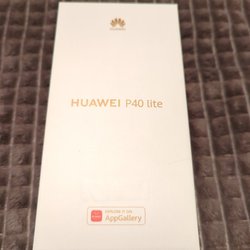 HUAWEI
HUAWEI P40 lite
EXPLORE IT ON
AppGallery